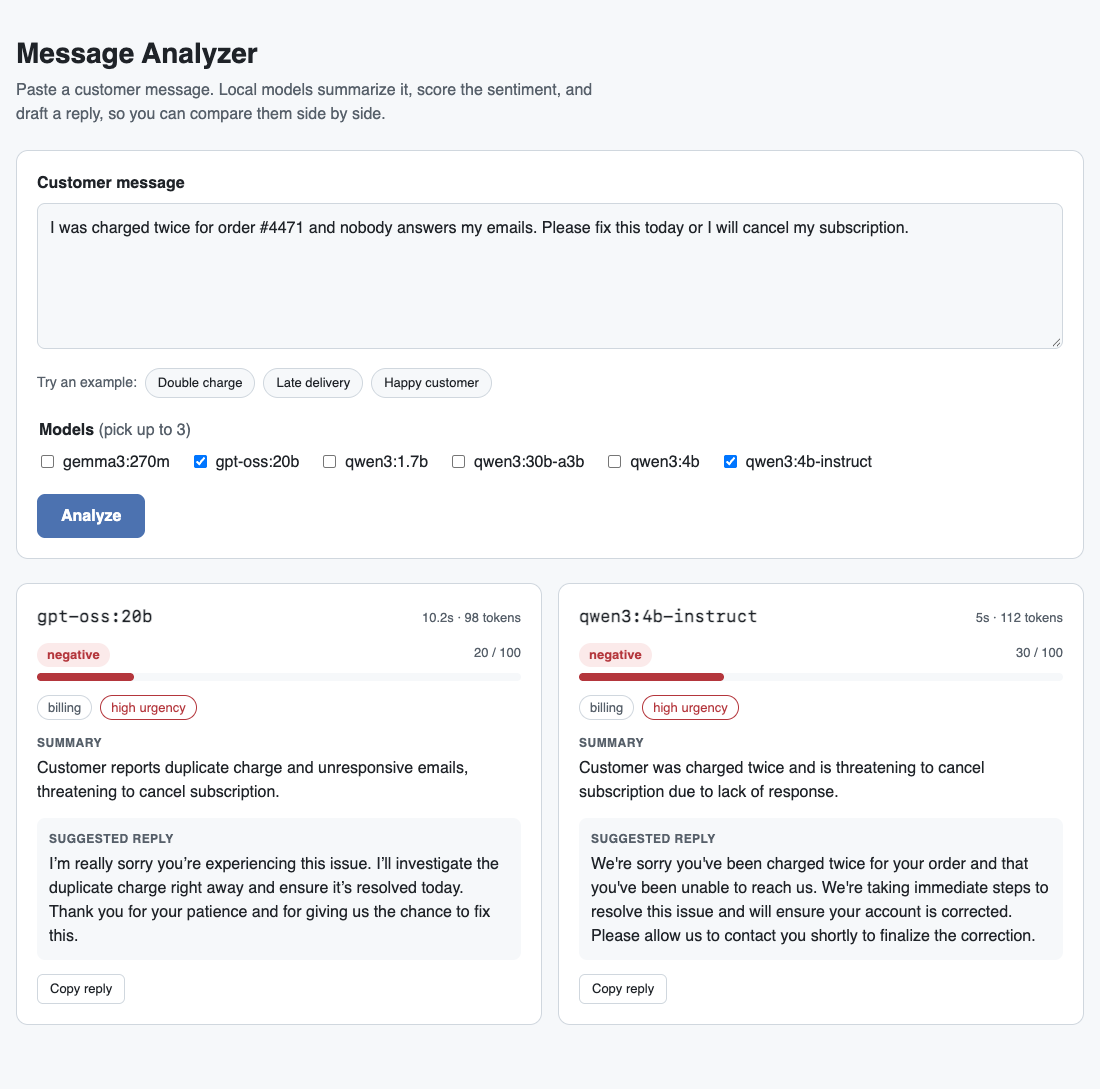 Message Analyzer
Paste a customer message. Local models summarize it, score the sentiment, and
draft a reply, so you can compare them side by side.
Customer message
I was charged twice for order #4471 and nobody answers my emails. Please fix this today or I will cancel my subscription.
Try an example: Double charge Late delivery Happy customer
Models (pick up to 3)
gemma3:270m gpt-oss:20b qwen3:1.7b qwen3:30b-a3b qwen3:4b qwen3:4b-instruct
Analyze
gpt-oss:20b 10.2s · 98 tokens
negative 20 / 100
billing high urgency
SUMMARY
Customer reports duplicate charge and unresponsive emails,
threatening to cancel subscription.
SUGGESTED REPLY
I’m really sorry you’re experiencing this issue. I’ll investigate the
duplicate charge right away and ensure it’s resolved today.
Thank you for your patience and for giving us the chance to fix
this.
Copy reply
qwen3:4b-instruct 5s · 112 tokens
negative 30 / 100
billing high urgency
SUMMARY
Customer was charged twice and is threatening to cancel
subscription due to lack of response.
SUGGESTED REPLY
We're sorry you've been charged twice for your order and that
you've been unable to reach us. We're taking immediate steps to
resolve this issue and will ensure your account is corrected.
Please allow us to contact you shortly to finalize the correction.
Copy reply